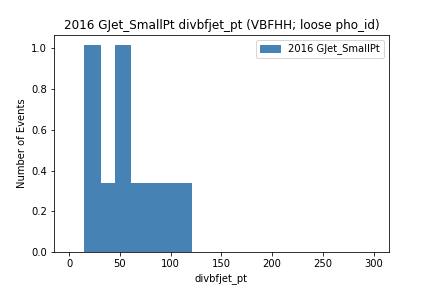 2016 GJet_SmallPt divbfjet_pt (VBFHH; loose pho_id)
2016 GJet_SmallPt
Number of Events
1.0
0.8
0.6
0.4
0.2
0.0
0 50 100 150 200 250 300
divbfjet_pt